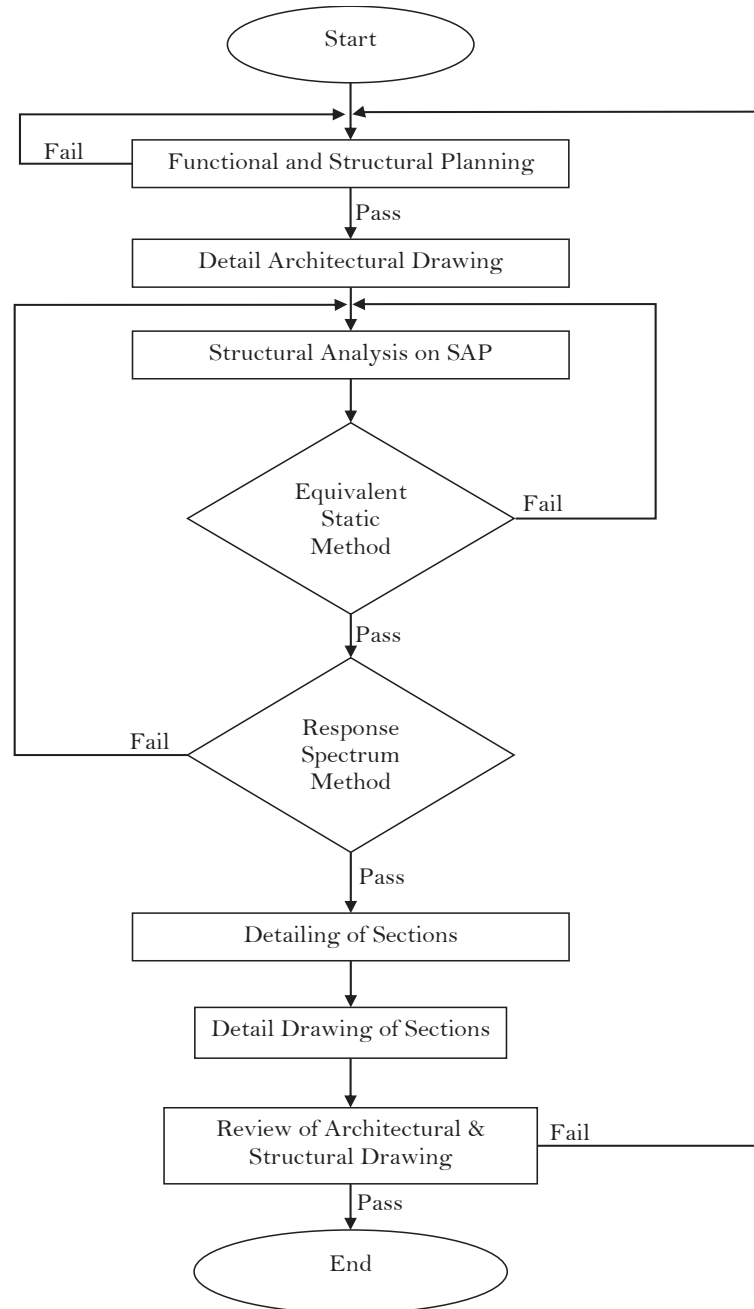 Start
Fail
Functional and Structural Planning
Pass
Detail Architectural Drawing
Structural Analysis on SAP
Equivalent
Static
Method
Fail
Pass
Response
Spectrum
Method
Fail
Pass
Detailing of Sections
Detail Drawing of Sections
Review of Architectural &
Structural Drawing
Fail
Pass
End